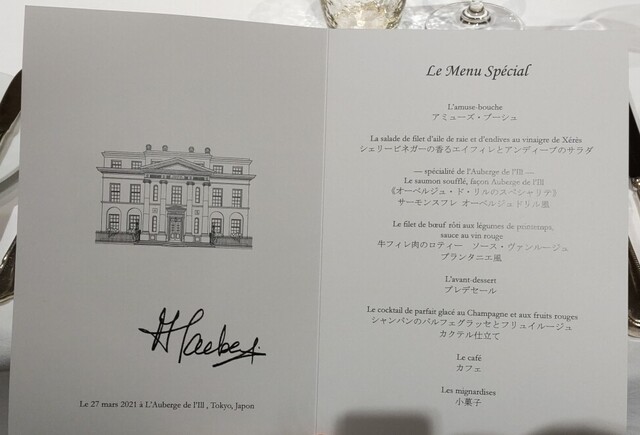 Le 27 mars 2021 à L'Auberge de l'Ill , Tokyo, Japon
Le Menu Spécial
L'amuse-bouche
アミューズ・ブーシュ
La salade de filet d'aile de raie et d'endives au vinaigre de Xérès
シェリービネガーの香るエイフィレとアンディーブのサラダ
— spécialité de l'Auberge de l'Ill —
Le saumon soufflé, façon Auberge de l'Ill
《オーベルジュ・ド・リルのスペシャリテ》
サーモンスフレ オーベルジュドリル風
Le filet de bœuf rôti aux légumes de printemps,
sauce au vin rouge
牛フィレ肉のロティー ソース・ヴァンルージュ
プランタニエ風
L'avant-dessert
プレデセール
Le cocktail de parfait glacé au Champagne et aux fruits rouges
シャンパンのパルフェグラッセとフリュイルージュ
カクテル仕立て
Le café
カフェ
Les mignardises
小菓子